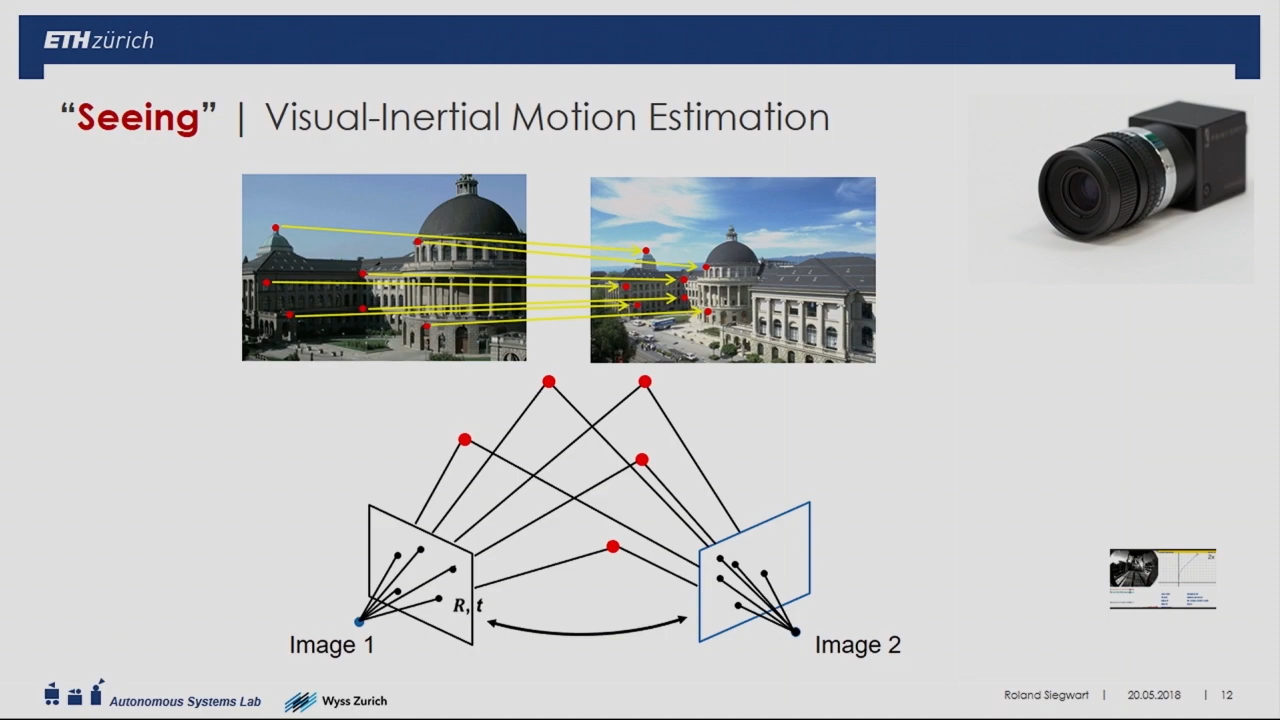 ETH zürich
“Seeing” | Visual-Inertial Motion Estimation
2x
R, t
Image 1
Image 2
Autonomous Systems Lab
Wyss Zurich
Roland Siegwart | 20.05.2018 | 12